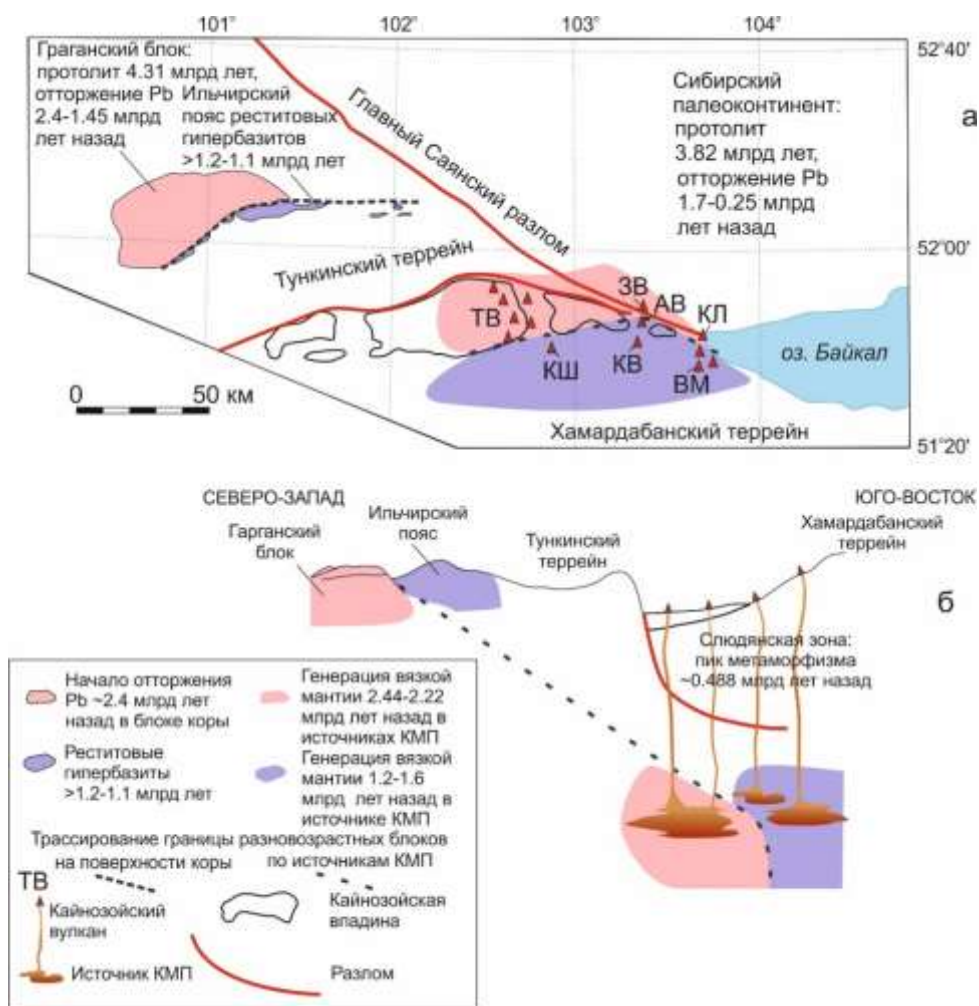 101°
102°
103°
104°
52°40'
52°00'
51°20'
Граганский блок:
протолит 4.31 млрд лет,
отторжение Pb
2.4-1.45 млрд
лет назад
Ильчирский
пояс реститовых
гипербазитов
>1.2-1.1 млрд лет
Главный Саянский разлом
Сибирский
палеоконтинент:
протолит
3.82 млрд лет,
отторжение Pb
1.7-0.25 млрд
лет назад
а
Тункинский террейн
ТВ
КШ
ЗВ
АВ
КВ
КЛ
ВМ
оз. Байкал
0 50 км
Хамардабанский террейн
СЕВЕРО-ЗАПАД
ЮГО-ВОСТОК
Гарганский
блок
Ильчирский
пояс
Тункинский
террейн
Хамардабанский
террейн
б
Слюдянская зона:
пик метаморфизма
~0.488 млрд лет назад
Начало отторжения
Pb ~2.4 млрд лет
назад в блоке коры
Генерация вязкой
мантии 2.44-2.22
млрд лет назад в
источниках КМП
Реститовые
гипербазиты
>1.2-1.1 млрд лет
Генерация вязкой
мантии 1.2-1.6
млрд лет назад в
источнике КМП
Трассирование границы разновозрастных блоков
на поверхности коры
по источникам КМП
ТВ
Кайнозойский
вулкан
Кайнозойская
впадина
Источник КМП
Разлом